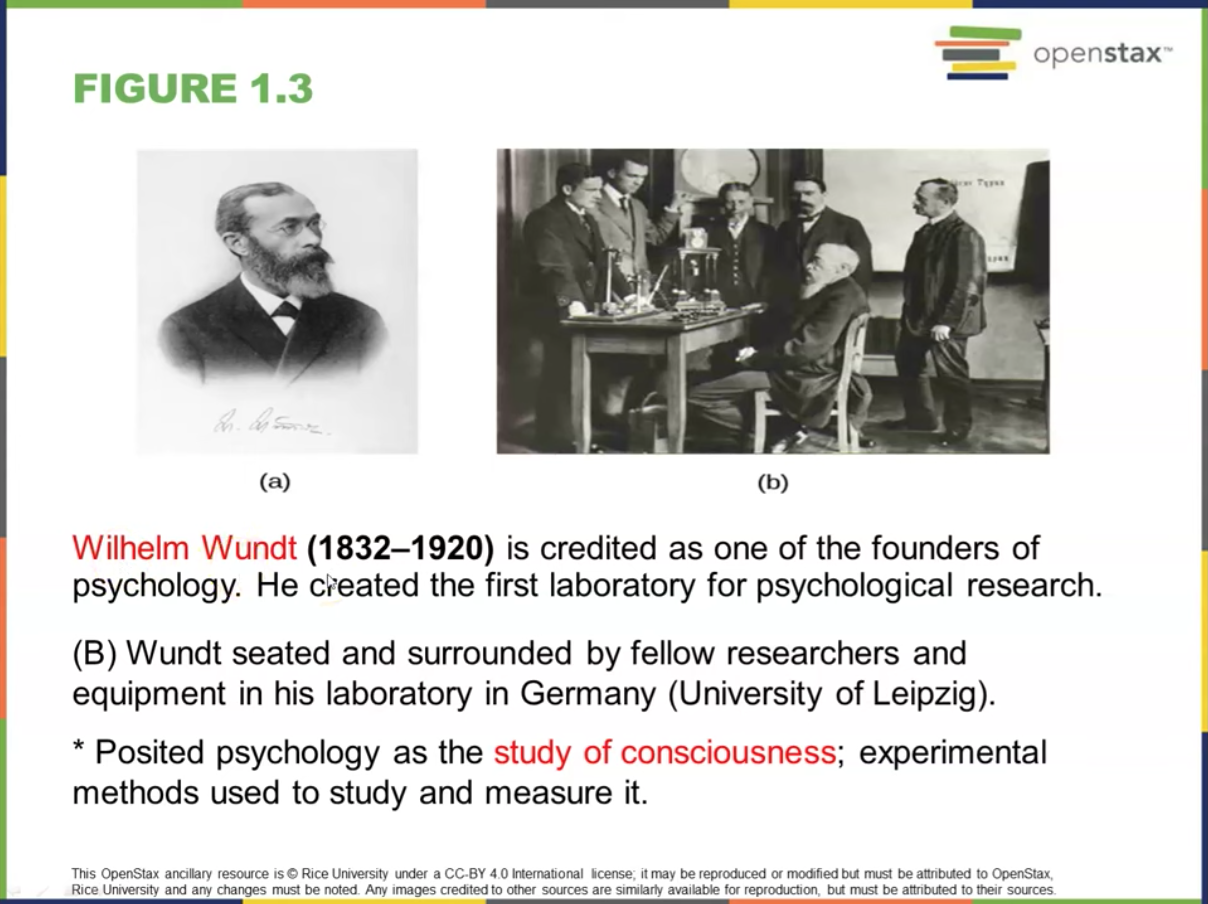 openstax™
FIGURE 1.3
(a)
(b)
Wilhelm Wundt (1832–1920) is credited as one of the founders of
psychology. He created the first laboratory for psychological research.
(B) Wundt seated and surrounded by fellow researchers and
equipment in his laboratory in Germany (University of Leipzig).
* Posited psychology as the study of consciousness; experimental
methods used to study and measure it.
This OpenStax ancillary resource is © Rice University under a CC-BY 4.0 International license; it may be reproduced or modified but must be attributed to OpenStax,
Rice University and any changes must be noted. Any images credited to other sources are similarly available for reproduction, but must be attributed to their sources.